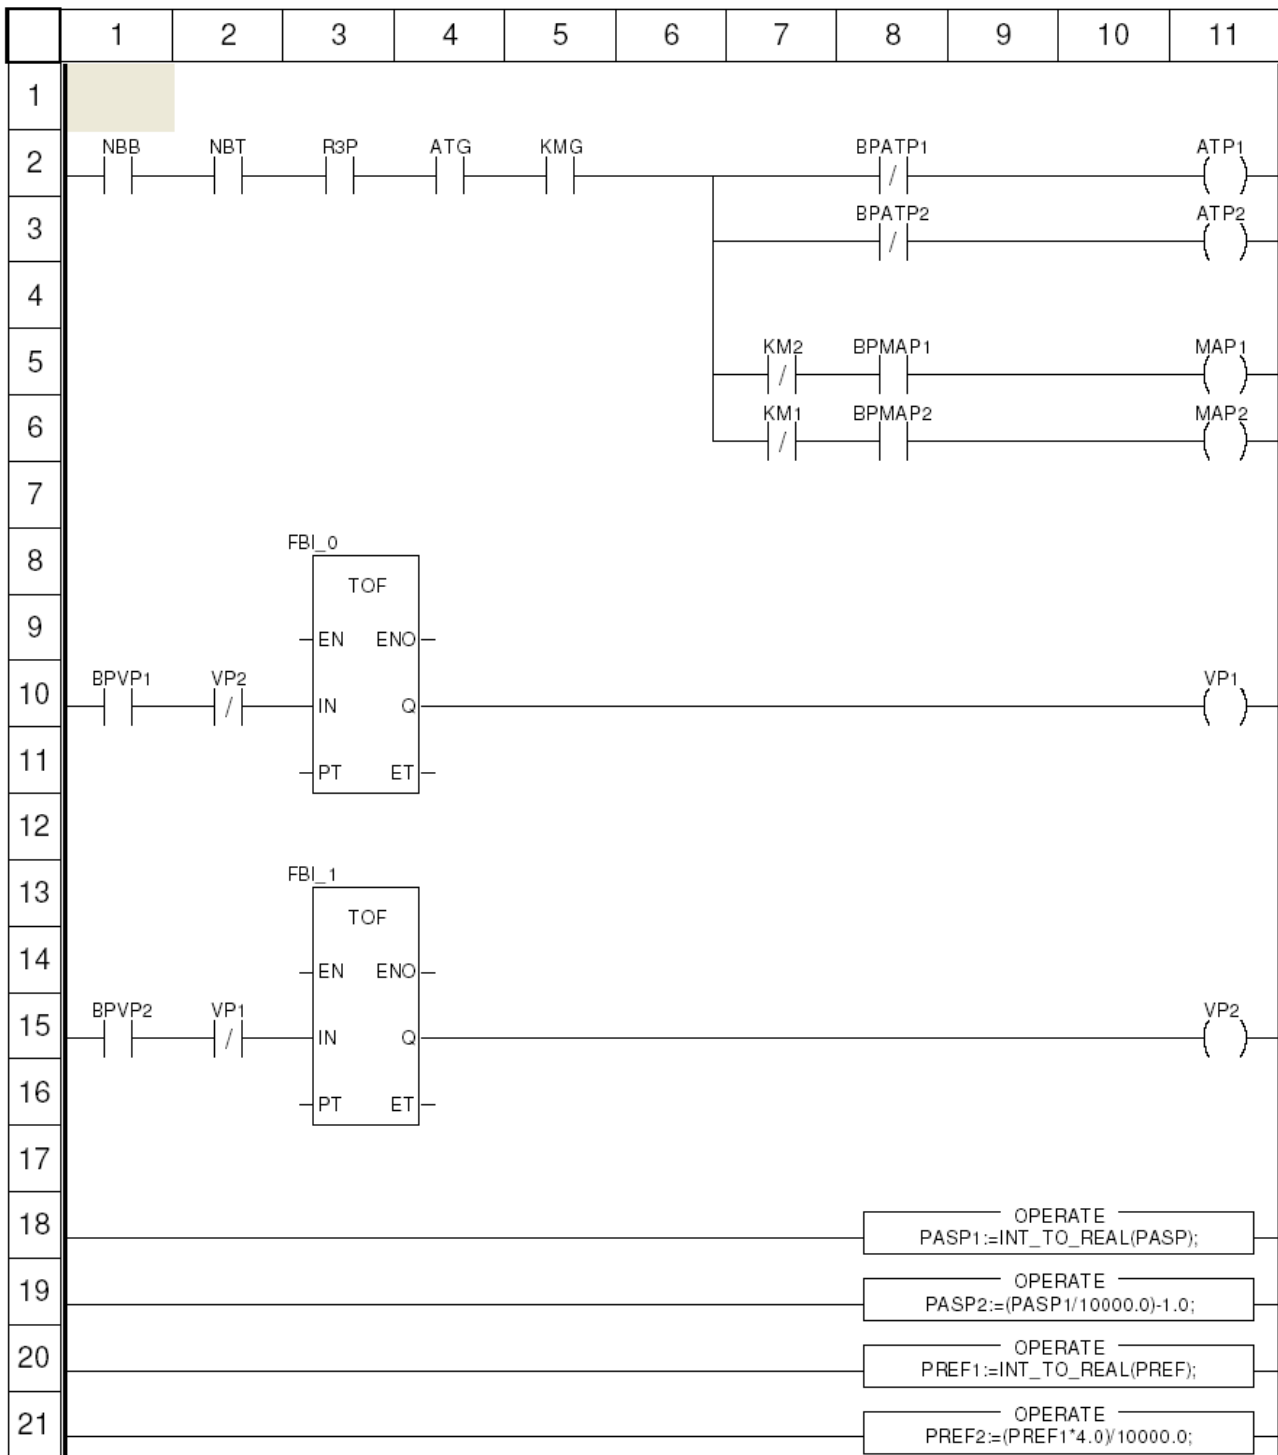 1 2 3 4 5 6 7 8 9 10 11
1
2 NBB NBT R3P ATG KMG BPATP1 / ATP1
3 BPATP2 / ATP2
4
5 KM2 / BPMAP1 MAP1
6 KM1 / BPMAP2 MAP2
7
8 FBI_0
TOF
9 EN ENO
10 BPVP1 VP2 / IN Q VP1
11 PT ET
12
13 FBI_1
TOF
14 EN ENO
15 BPVP2 VP1 / IN Q VP2
16 PT ET
17
18 OPERATE
PASP1:=INT_TO_REAL(PASP);
19 OPERATE
PASP2:=(PASP1/10000.0)-1.0;
20 OPERATE
PREF1:=INT_TO_REAL(PREF);
21 OPERATE
PREF2:=(PREF1*4.0)/10000.0;